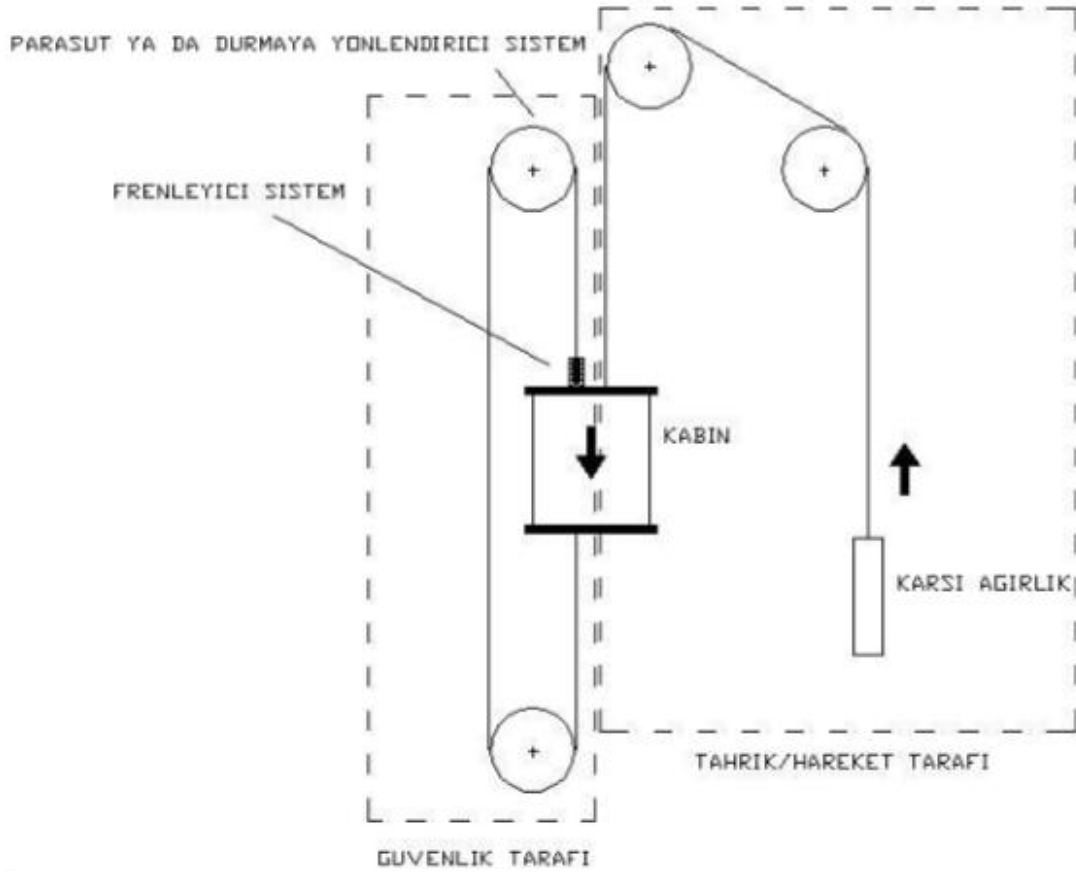 PARASUT YA DA DURMAYA YONLENDIRICI SISTEM
FRENLEYICI SISTEM
KABIN
KARSI AGIRLIK
TAHRIK/HAREKET TARAFI
GUVENLIK TARAFI